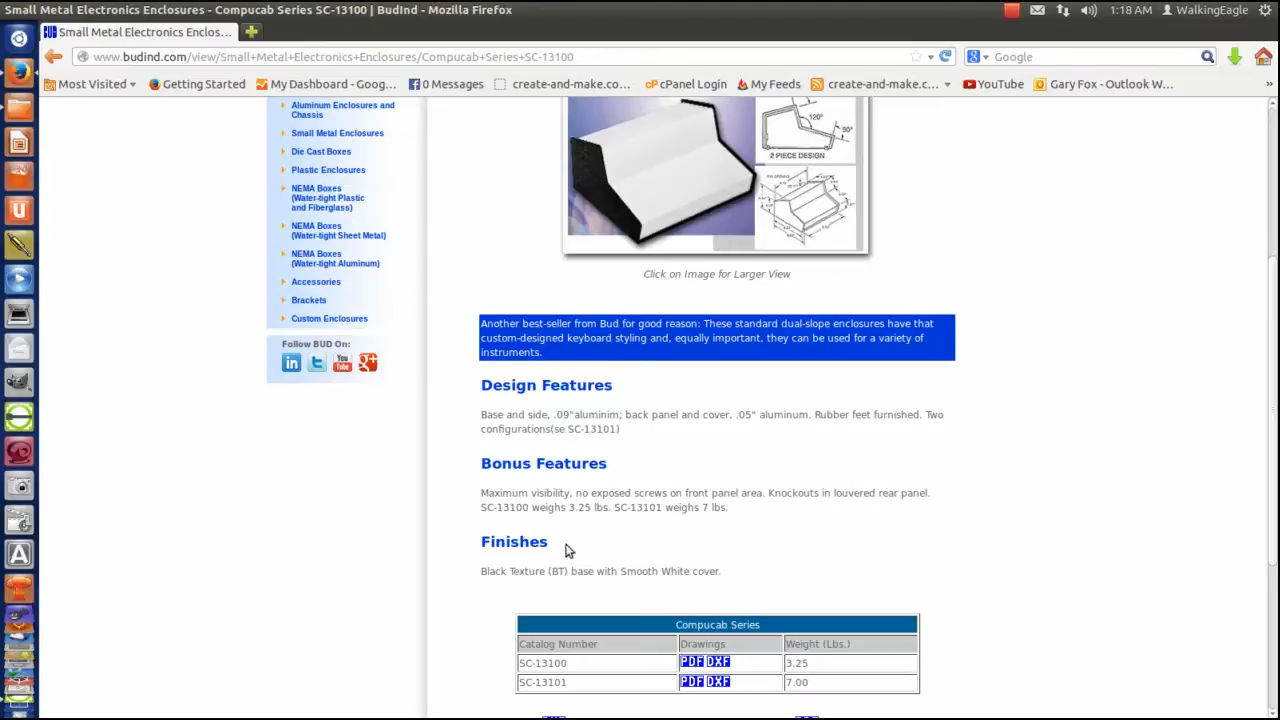 Small Metal Electronics Enclosures - Compucab Series SC-13100 | BudInd - Mozilla Firefox
1:18 AM
WalkingEagle
Small Metal Electronics Enclos...
www.budind.com/view/Small+Metal+Electronics+Enclosures/Compucab+Series+SC-13100
Google
Most Visited
Getting Started
My Dashboard - Goog...
0 Messages
create-and-make.co...
cPanel Login
My Feeds
create-and-make.c...
YouTube
Gary Fox - Outlook W...
»
Aluminum Enclosures and
Chassis
Small Metal Enclosures
Die Cast Boxes
Plastic Enclosures
NEMA Boxes
(Water-tight Plastic
and Fiberglass)
NEMA Boxes
(Water-tight Sheet Metal)
NEMA Boxes
(Water-tight Aluminum)
Accessories
Brackets
Custom Enclosures
Follow BUD On:
120°
90°
2 PIECE DESIGN
Click on Image for Larger View
Another best-seller from Bud for good reason: These standard dual-slope enclosures have that
custom-designed keyboard styling and, equally important, they can be used for a variety of
instruments.
Design Features
Base and side, .09"aluminim; back panel and cover, .05" aluminum. Rubber feet furnished. Two
configurations(se SC-13101)
Bonus Features
Maximum visibility, no exposed screws on front panel area. Knockouts in louvered rear panel.
SC-13100 weighs 3.25 lbs. SC-13101 weighs 7 lbs.
Finishes
Black Texture (BT) base with Smooth White cover.
Compucab Series
Catalog Number Drawings Weight (Lbs.)
SC-13100 PDF DXF 3.25
SC-13101 PDF DXF 7.00